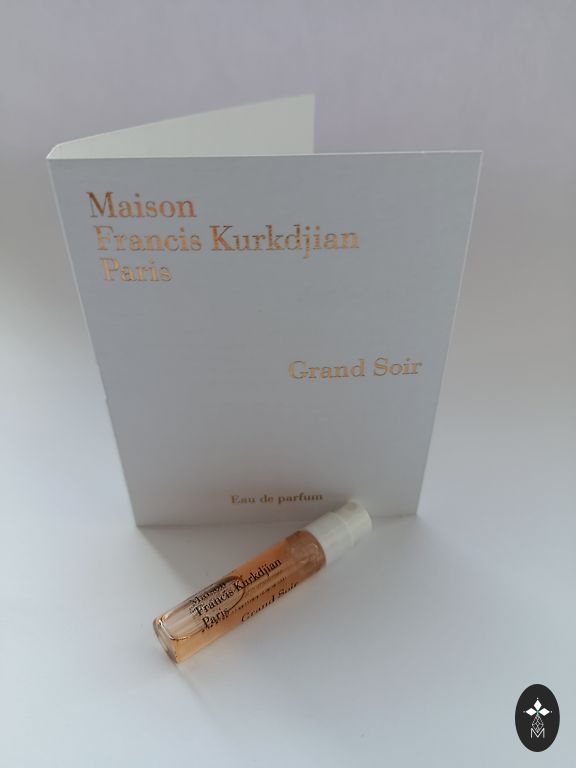 Maison
Francis Kurkdjian
Paris
Grand Soir
Eau de parfum
Maison
Francis Kurkdjian
Paris
Grand Soir
M